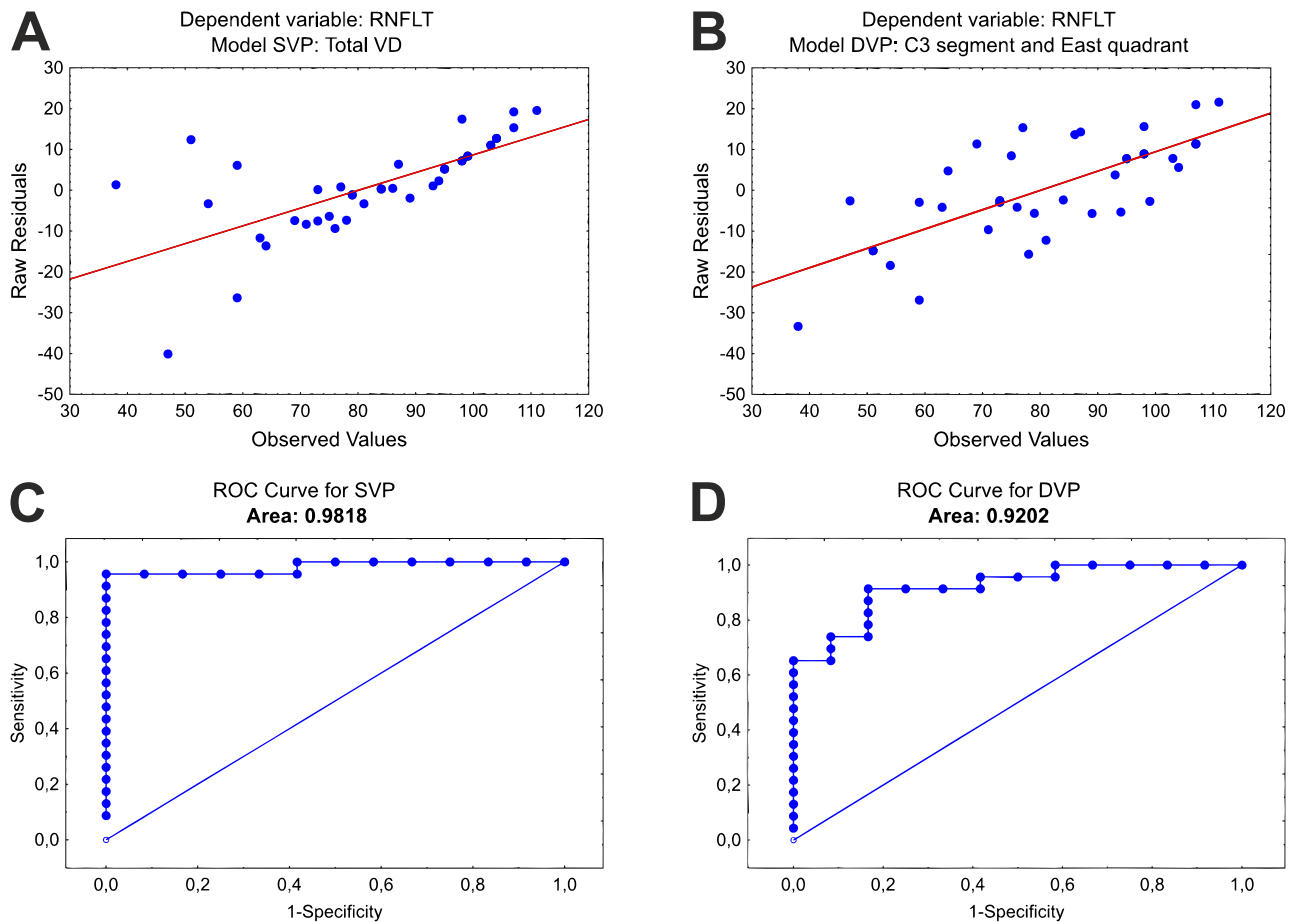 A
Dependent variable: RNFLT
Model SVP: Total VD
30
20
10
0
-10
-20
-30
-40
-50
Raw Residuals
30 40 50 60 70 80 90 100 110 120
Observed Values
B
Dependent variable: RNFLT
Model DVP: C3 segment and East quadrant
30
20
10
0
-10
-20
-30
-40
-50
Raw Residuals
30 40 50 60 70 80 90 100 110 120
Observed Values
C
ROC Curve for SVP
Area: 0.9818
1,0
0,8
0,6
0,4
0,2
0,0
Sensitivity
0,0 0,2 0,4 0,6 0,8 1,0
1-Specificity
D
ROC Curve for DVP
Area: 0.9202
1,0
0,8
0,6
0,4
0,2
0,0
Sensitivity
0,0 0,2 0,4 0,6 0,8 1,0
1-Specificity